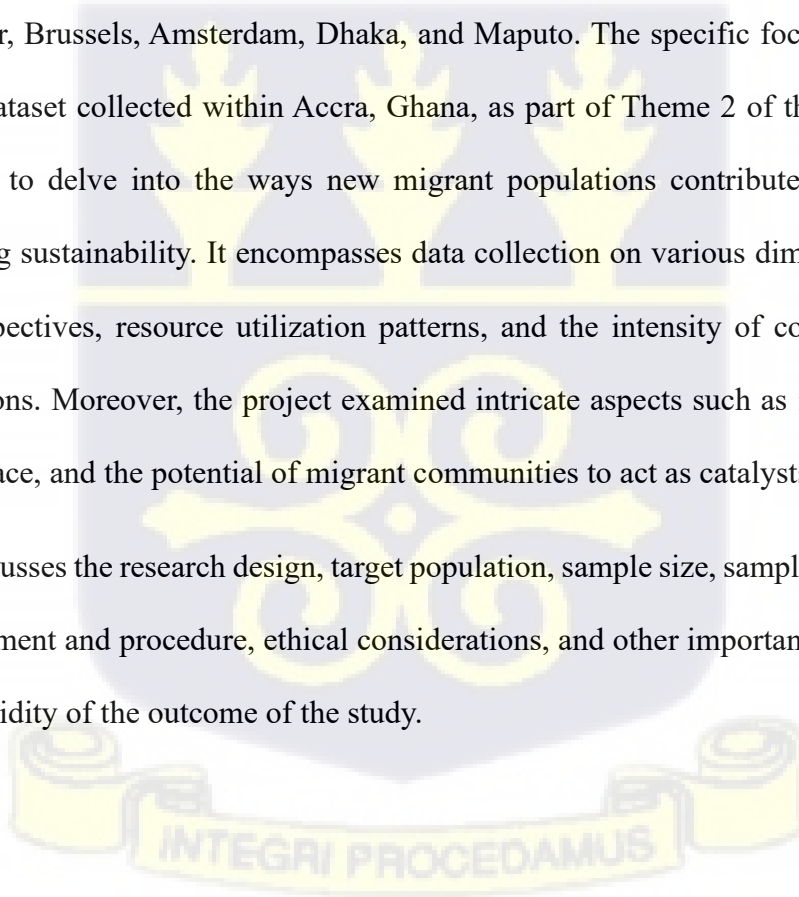 r, Brussels, Amsterdam, Dhaka, and Maputo. The specific foc
ataset collected within Accra, Ghana, as part of Theme 2 of th
to delve into the ways new migrant populations contribute
g sustainability. It encompasses data collection on various dim
pectives, resource utilization patterns, and the intensity of co
ons. Moreover, the project examined intricate aspects such as
ace, and the potential of migrant communities to act as catalysts
usses the research design, target population, sample size, sampl
ment and procedure, ethical considerations, and other importan
idity of the outcome of the study.
INTEGRI PROCEDAMUS